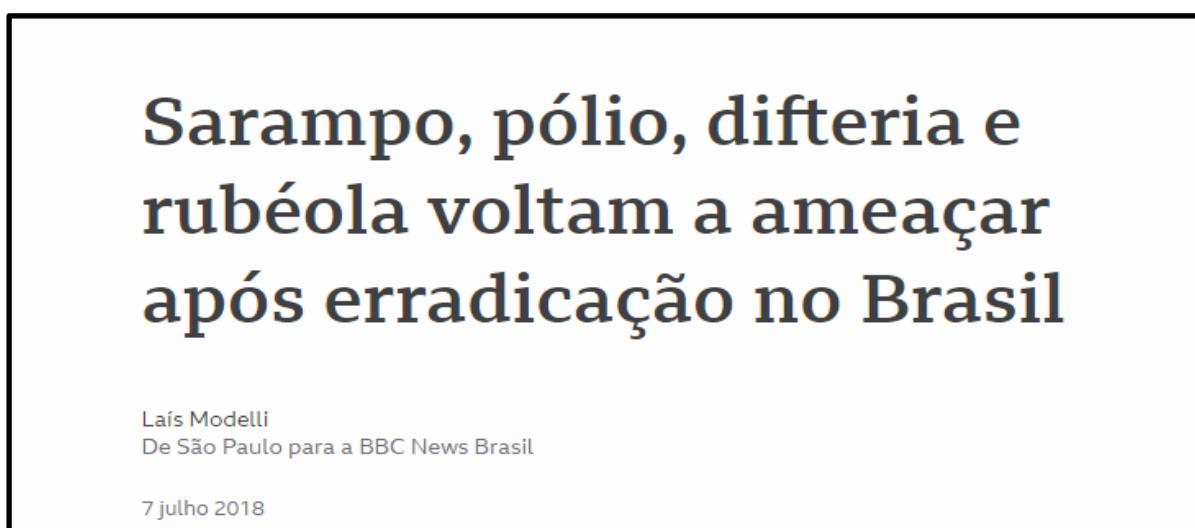 Sarampo, pólio, difteria e
rubéola voltam a ameaçar
após erradicação no Brasil
Laís Modelli
De São Paulo para a BBC News Brasil
7 julho 2018